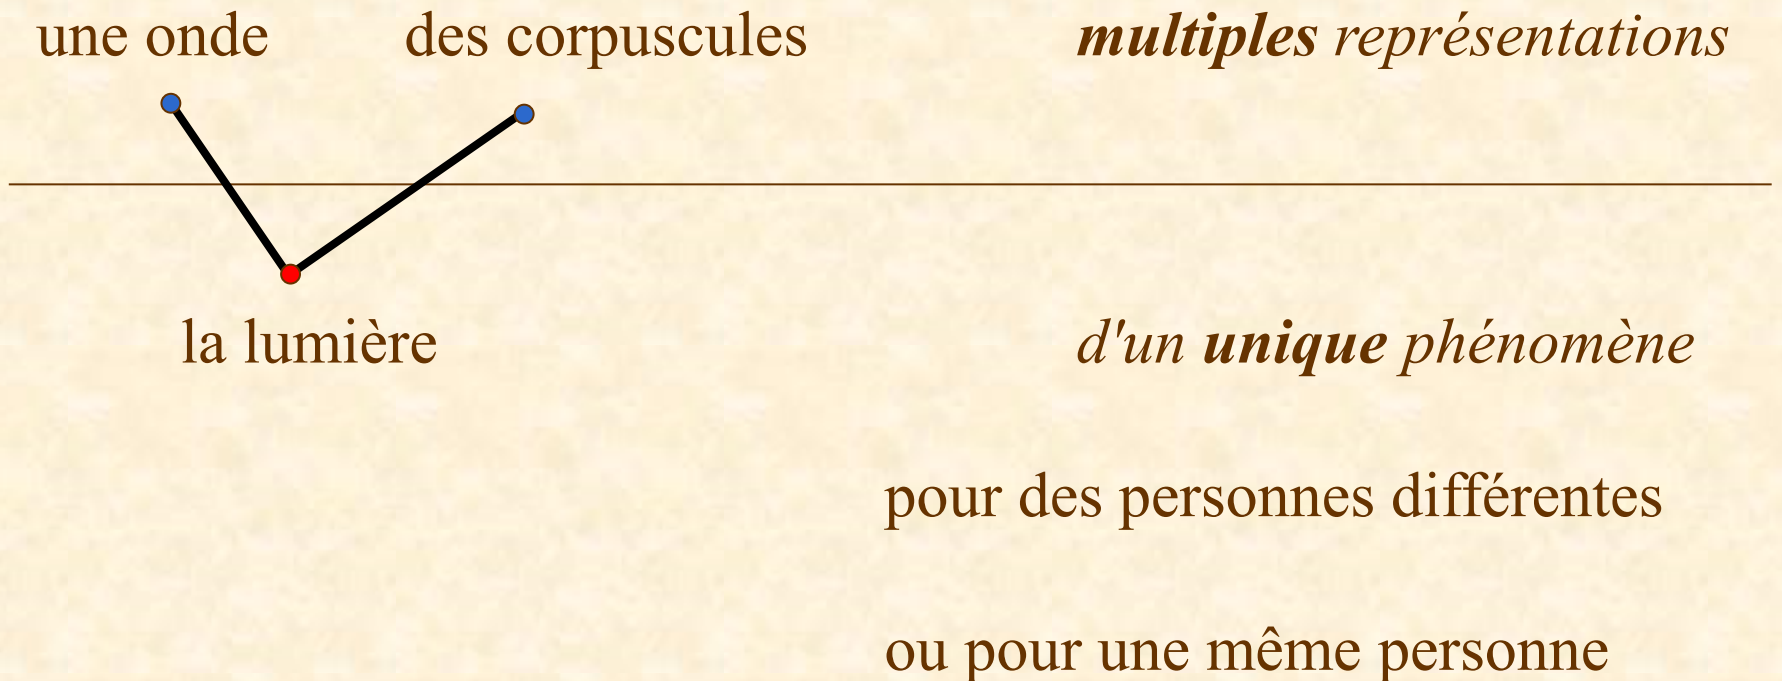 une onde des corpuscules multiples représentations
la lumière d'un unique phénomène
pour des personnes différentes
ou pour une même personne